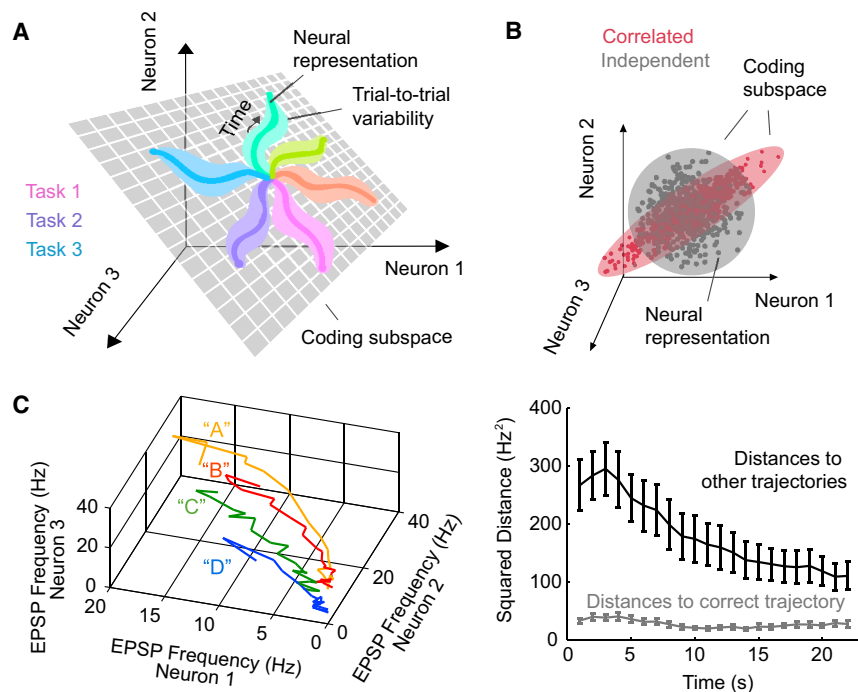 A
Neuron 2
Neural
representation
Time
Trial-to-trial
variability
Task 1
Task 2
Task 3
Neuron 1
Neuron 3
Coding subspace
B
Correlated
Independent
Coding
subspace
Neuron 2
Neuron 3
Neuron 1
Neural
representation
C
EPSP Frequency (Hz)
Neuron 3
40
20
0
20
15
10
5
0
EPSP Frequency (Hz)
Neuron 1
0
20
40
EPSP Frequency (Hz)
Neuron 2
“A”
“B”
“C”
“D”
Squared Distance (Hz2)
400
300
200
100
0
Distances to
other trajectories
Distances to correct trajectory
0
5
10
15
20
Time (s)